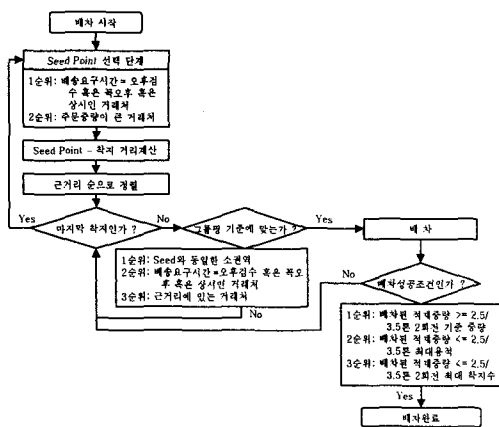 배차 시작
Seed Point 선택 단계
1순위: 배송요구시간 = 오후검
수 혹은 꼭오후 혹은
상시인 거래처
2순위: 주문중량이 큰 거래처
Seed Point - 착지 거리계산
근거리 순으로 정렬
Yes
마지막 착지인가 ?
No
그룹핑 기준에 맞는가 ?
Yes
배 차
1순위: Seed와 동일한 소권역
2순위: 배송요구시간=오후검수 혹은 꼭오
후 혹은 상시인 거래처
3순위: 근거리에 있는 거래처
No
No
배차성공조건인가 ?
1순위: 배차된 적재중량 >= 2.5/
3.5톤 2회전 기준 중량
2순위: 배차된 적재중량 <= 2.5/
3.5톤 최대용적
3순위: 배차된 적재중량 <= 2.5/
3.5톤 2회전 최대 착지수
Yes
배차완료